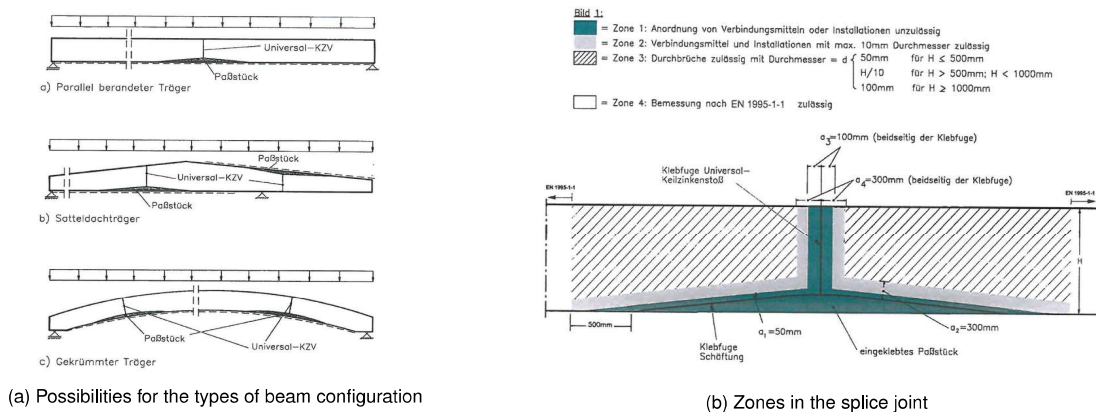 Universal-KZV
Paßstück
a) Parallel berandeter Träger
Paßstück
Universal-KZV
Paßstück
b) Satteldachträger
Paßstück
Universal-KZV
c) Gekrümmter Träger
(a) Possibilities for the types of beam configuration
Bild 1:
= Zone 1: Anordnung von Verbindungsmitteln oder Installationen unzulässig
= Zone 2: Verbindungsmittel und Installationen mit max. 10mm Durchmesser zulässig
= Zone 3: Durchbrüche zulässig mit Durchmesser = d { 50mm für H ≤ 500mm
H/10 für H > 500mm; H < 1000mm
100mm für H ≥ 1000mm
= Zone 4: Bemessung nach EN 1995-1-1 zulässig
a3=100mm (beidseitig der Klebfuge)
Klebfuge Universal-
Keilzinkenstoß
a4=300mm (beidseitig der Klebfuge)
EN 1995-1-1
EN 1995-1-1
H
500mm
a1=50mm
a2=300mm
Klebfuge
Schäftung
eingeklebtes Paßstück
(b) Zones in the splice joint